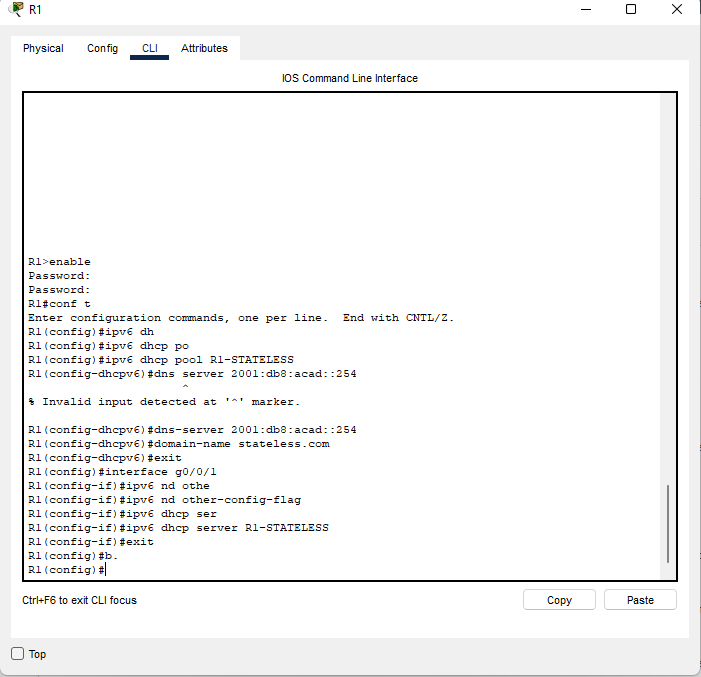 R1
Physical Config CLI Attributes
IOS Command Line Interface
R1>enable
Password:
Password:
R1#conf t
Enter configuration commands, one per line.  End with CNTL/Z.
R1(config)#ipv6 dh
R1(config)#ipv6 dhcp po
R1(config)#ipv6 dhcp pool R1-STATELESS
R1(config-dhcpv6)#dns server 2001:db8:acad::254
^
% Invalid input detected at '^' marker.
R1(config-dhcpv6)#dns-server 2001:db8:acad::254
R1(config-dhcpv6)#domain-name stateless.com
R1(config-dhcpv6)#exit
R1(config)#interface g0/0/1
R1(config-if)#ipv6 nd othe
R1(config-if)#ipv6 nd other-config-flag
R1(config-if)#ipv6 dhcp ser
R1(config-if)#ipv6 dhcp server R1-STATELESS
R1(config-if)#exit
R1(config)#b.
R1(config)#
Ctrl+F6 to exit CLI focus
Copy Paste
Top